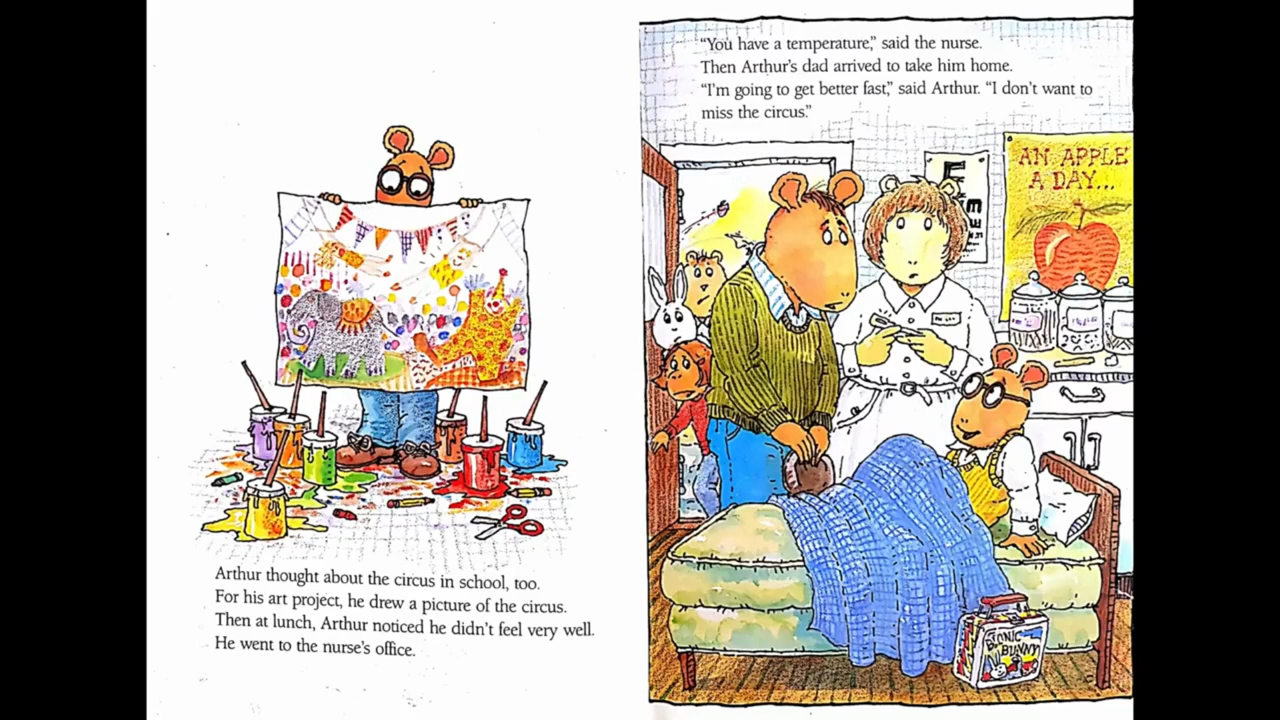 Arthur thought about the circus in school, too.
For his art project, he drew a picture of the circus.
Then at lunch, Arthur noticed he didn't feel very well.
He went to the nurse's office.
"You have a temperature," said the nurse.
Then Arthur's dad arrived to take him home.
"I'm going to get better fast," said Arthur. "I don't want to
miss the circus."
AN APPLE
A DAY...
BIONIC
BUNNY